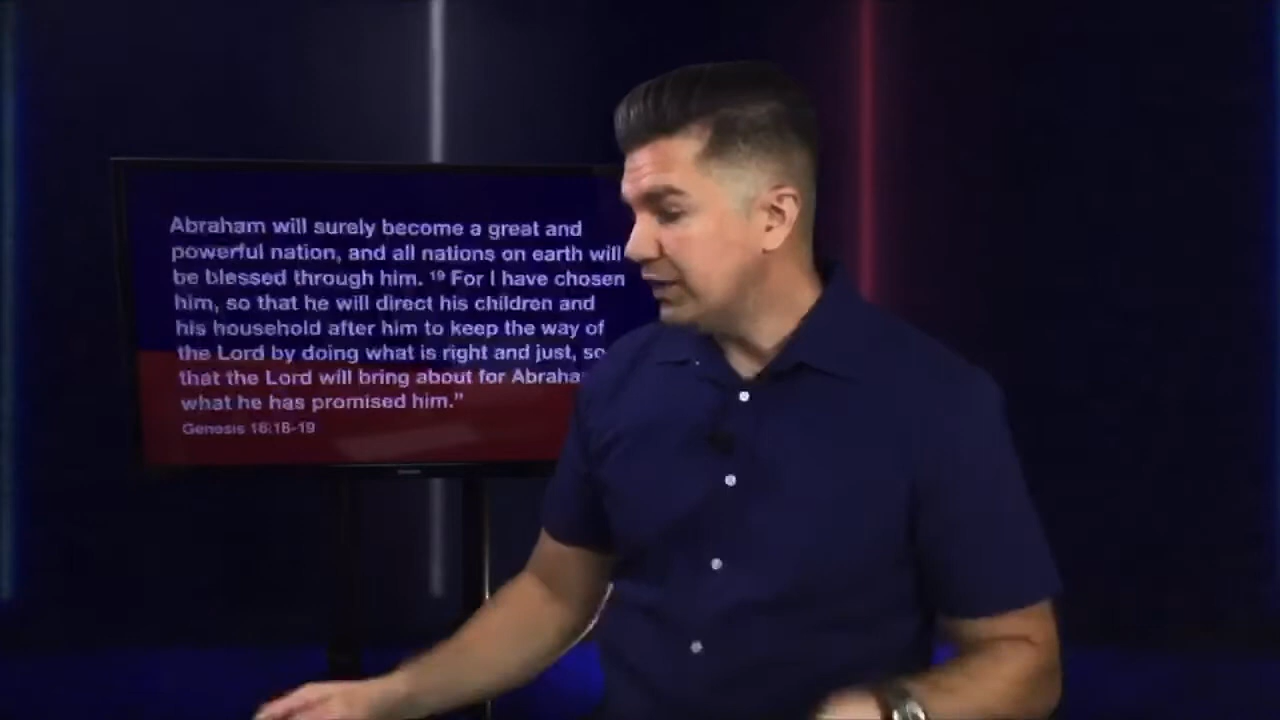 Abraham will surely become a great and
powerful nation, and all nations on earth will
be blessed through him. ¹⁹ For I have chosen
him, so that he will direct his children and
his household after him to keep the way of
the Lord by doing what is right and just, so
that the Lord will bring about for Abraha
what he has promised him.”
Genesis 18:18-19